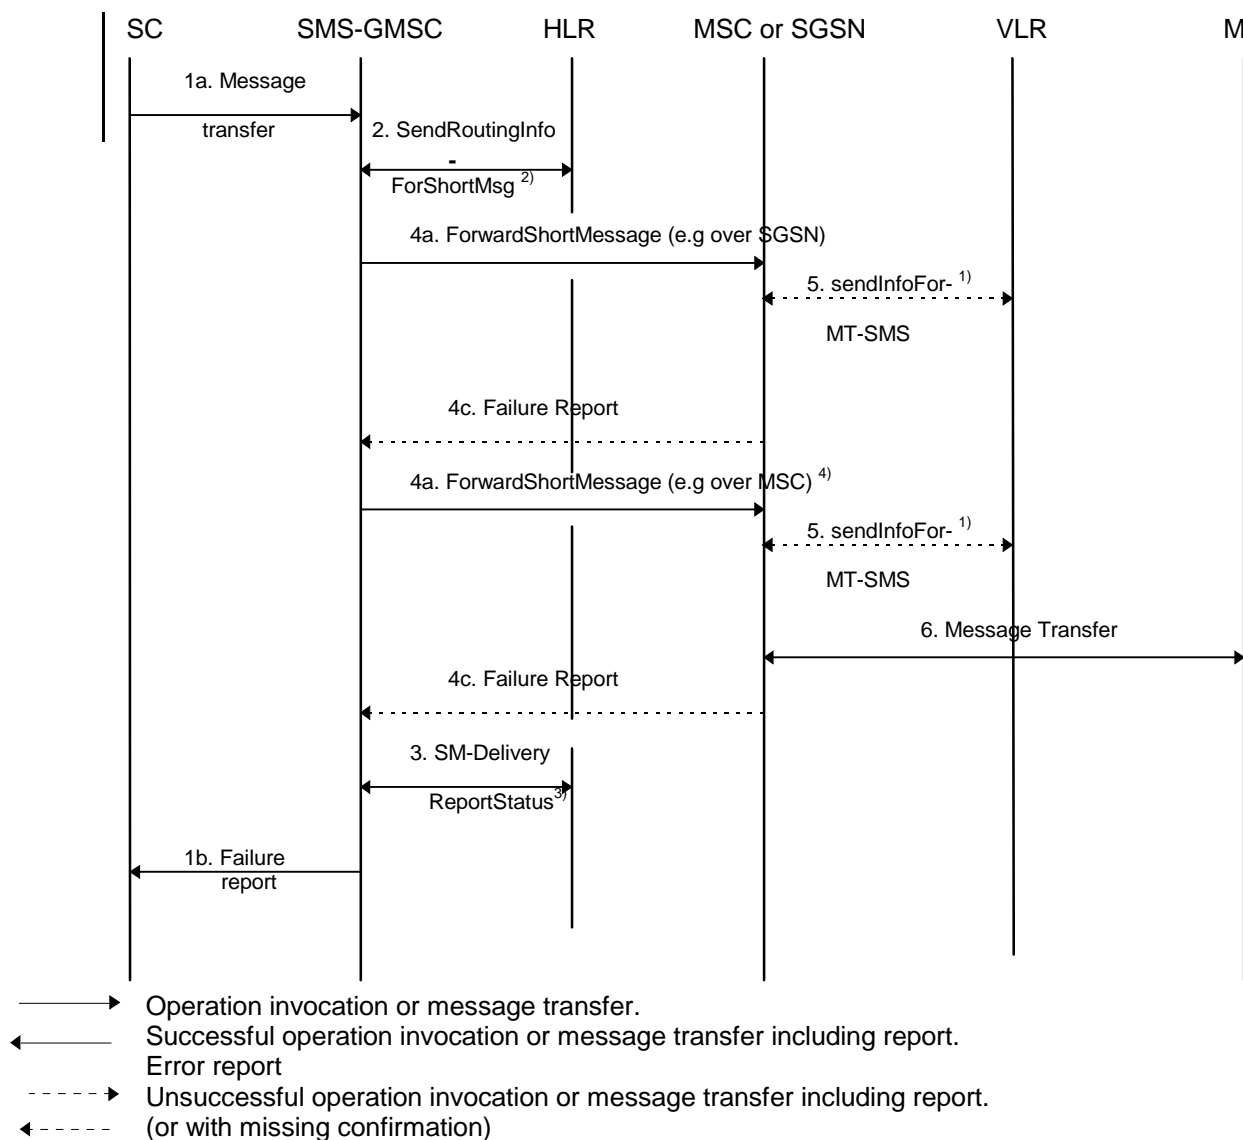 SC SMS-GMSC HLR MSC or SGSN VLR M
1a. Message
transfer
2. SendRoutingInfo
-
ForShortMsg 2)
4a. ForwardShortMessage (e.g over SGSN)
5. sendInfoFor- 1)
MT-SMS
4c. Failure Report
4a. ForwardShortMessage (e.g over MSC) 4)
5. sendInfoFor- 1)
MT-SMS
6. Message Transfer
4c. Failure Report
3. SM-Delivery
ReportStatus3)
1b. Failure
report
Operation invocation or message transfer.
Successful operation invocation or message transfer including report.
Error report
Unsuccessful operation invocation or message transfer including report.
(or with missing confirmation)